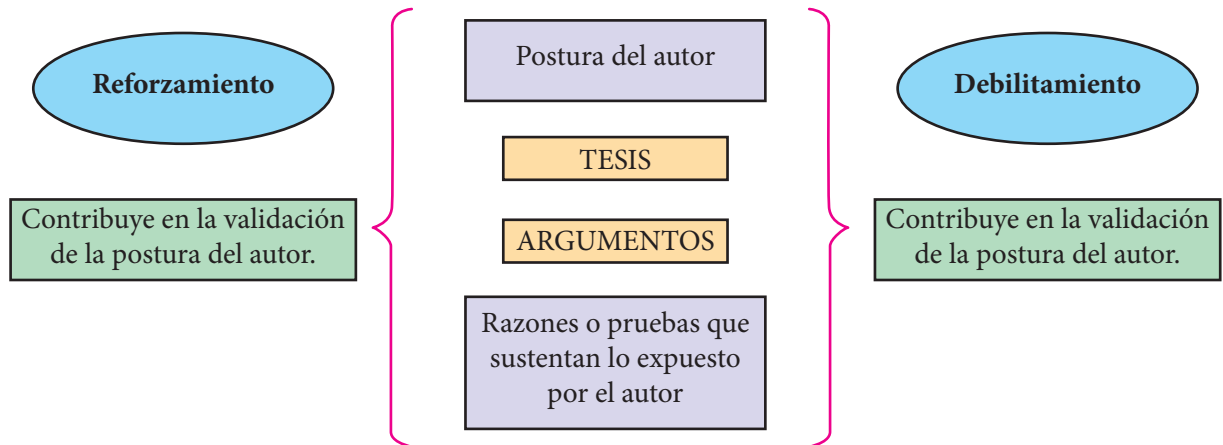 Reforzamiento
Contribuye en la validación
de la postura del autor.
Postura del autor
TESIS
ARGUMENTOS
Razones o pruebas que
sustentan lo expuesto
por el autor
Debilitamiento
Contribuye en la validación
de la postura del autor.